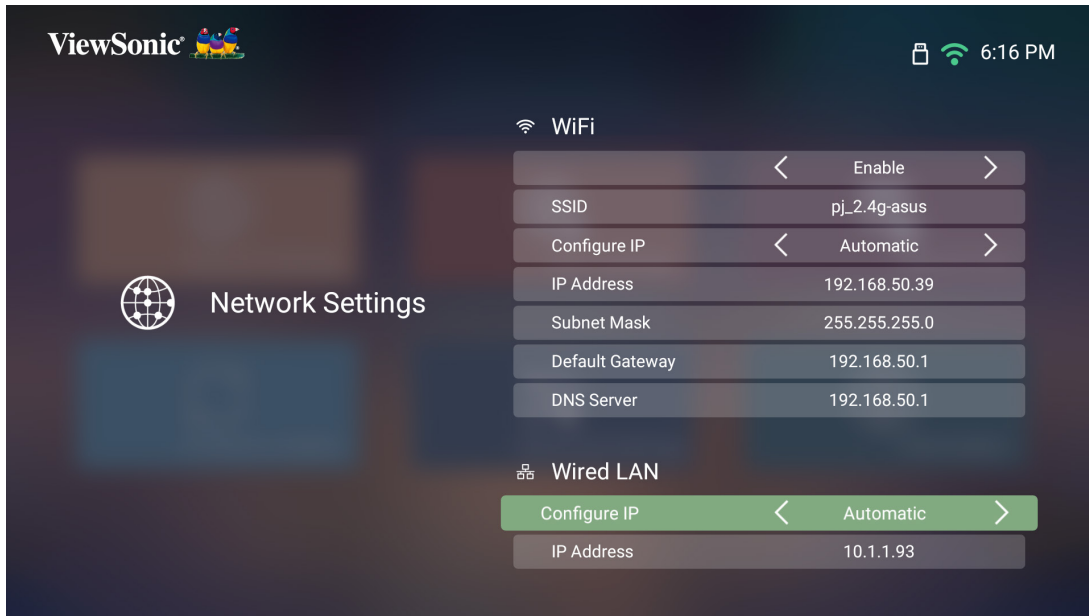 ViewSonic®
6:16 PM
WiFi
Enable
SSID pj_2.4g-asus
Configure IP Automatic
IP Address 192.168.50.39
Network Settings
Subnet Mask 255.255.255.0
Default Gateway 192.168.50.1
DNS Server 192.168.50.1
Wired LAN
Configure IP Automatic
IP Address 10.1.1.93